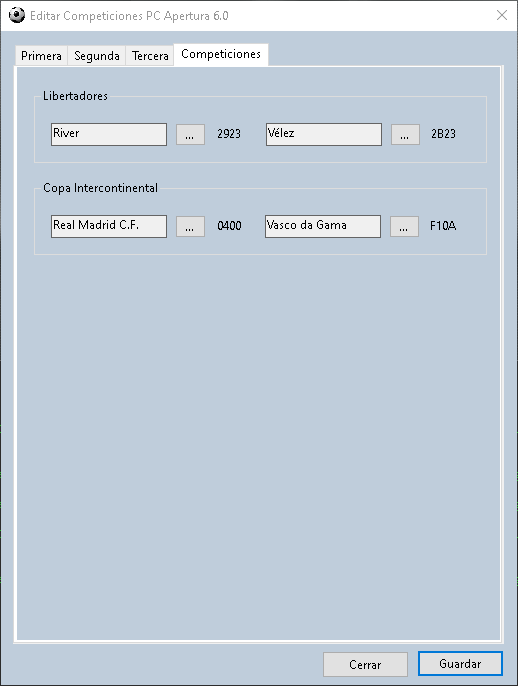 Editar Competiciones PC Apertura 6.0
Primera Segunda Tercera Competiciones
Libertadores
River ... 2923 Vélez ... 2B23
Copa Intercontinental
Real Madrid C.F. ... 0400 Vasco da Gama ... F10A
Cerrar Guardar